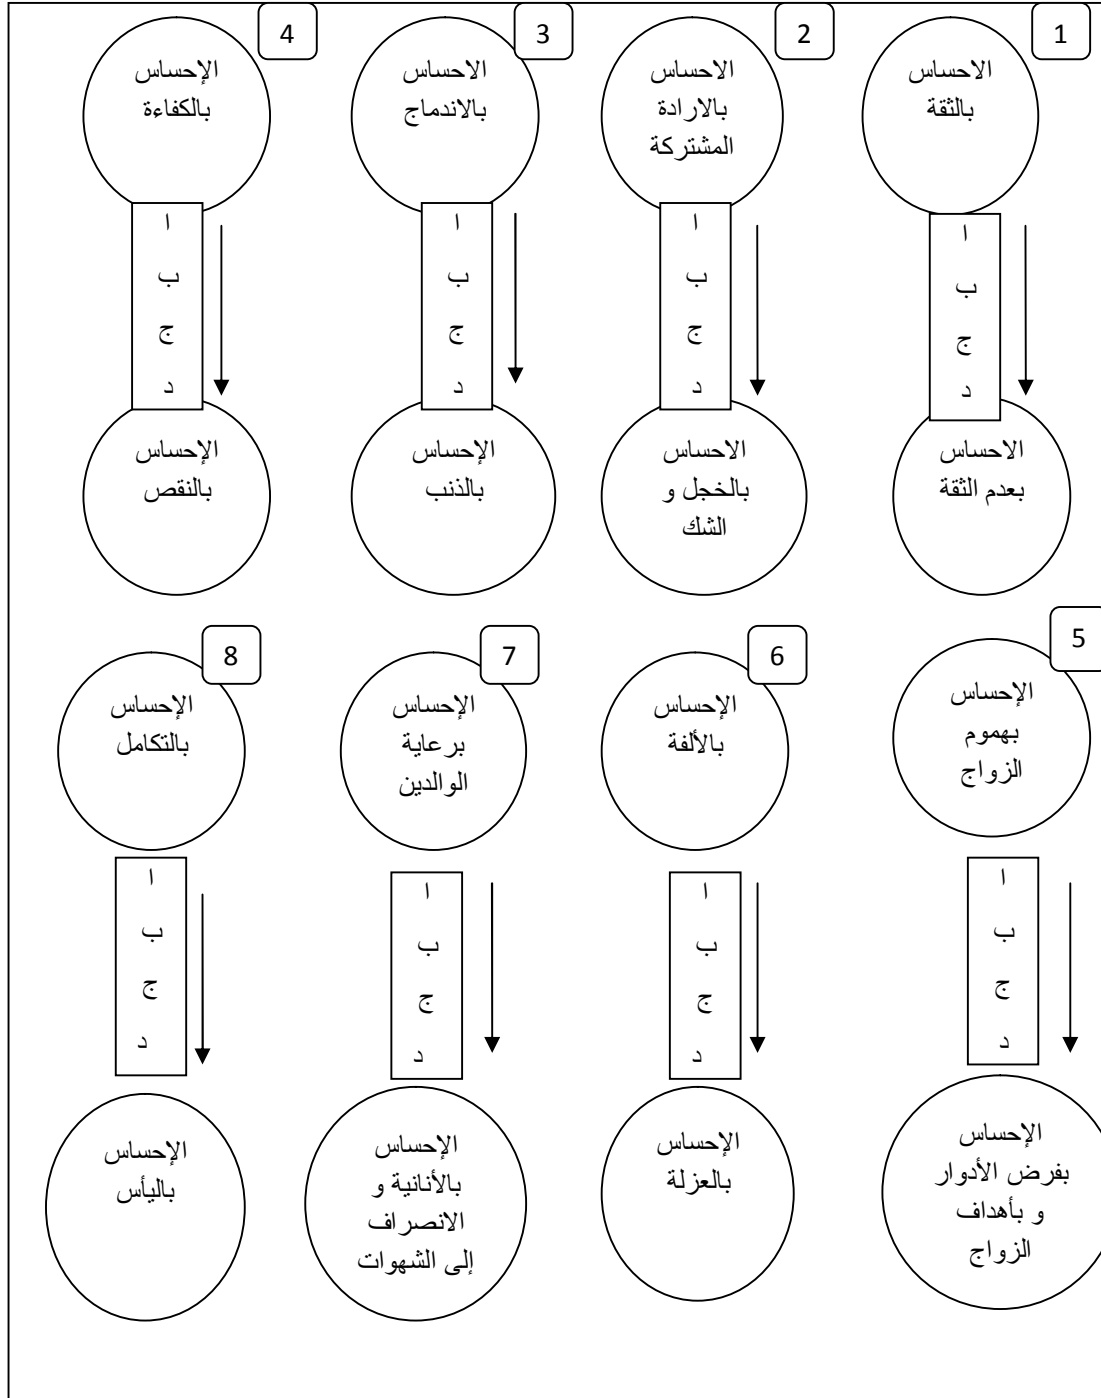 1
الاحساس
بالثقة
ا
ب
ج
د
الاحساس
بعدم الثقة
2
الاحساس
بالارادة
المشتركة
ا
ب
ج
د
الاحساس
بالخجل و
الشك
3
الاحساس
بالاندماج
ا
ب
ج
د
الإحساس
بالذنب
4
الإحساس
بالكفاءة
ا
ب
ج
د
الإحساس
بالنقص
5
الإحساس
بهموم
الزواج
ا
ب
ج
د
الإحساس
بفرض الأدوار
و بأهداف
الزواج
6
الإحساس
بالألفة
ا
ب
ج
د
الإحساس
بالعزلة
7
الإحساس
برعاية
الوالدين
ا
ب
ج
د
الإحساس
بالأنانية و
الانصراف
إلى الشهوات
8
الإحساس
بالتكامل
ا
ب
ج
د
الإحساس
باليأس